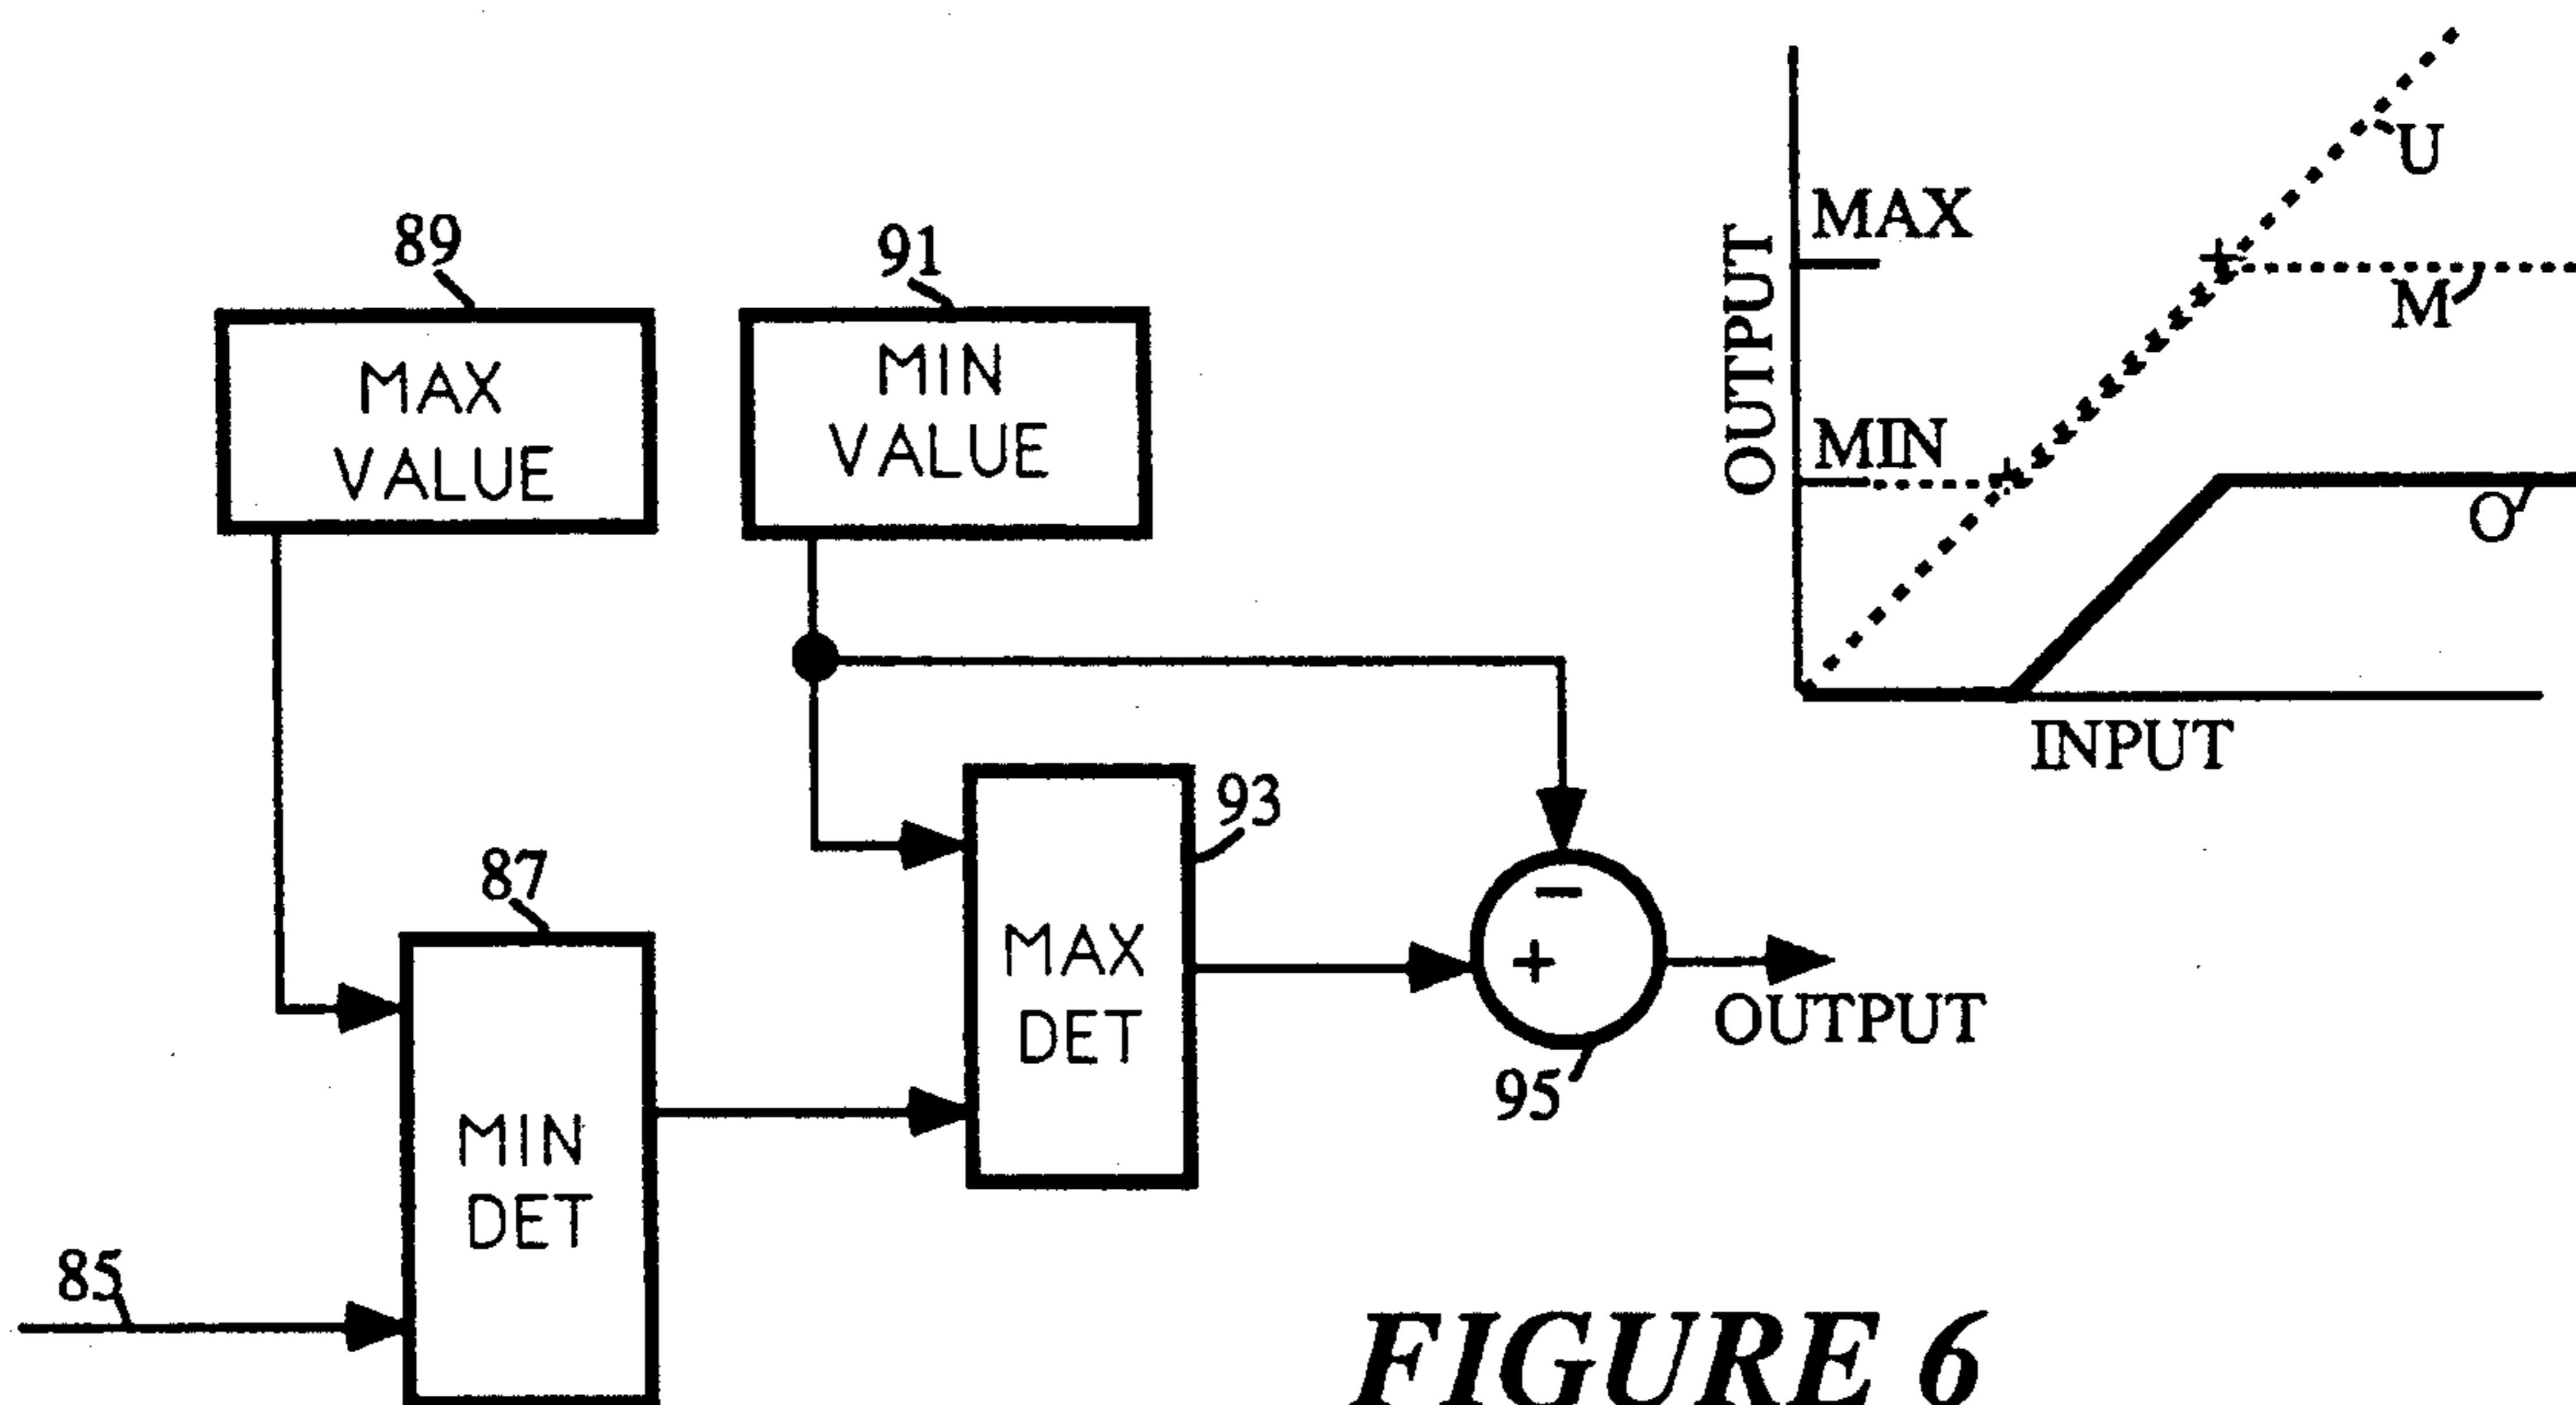 89
MAX
VALUE
91
MIN
VALUE
OUTPUT
MAX
MIN
U
M
O
INPUT
87
MIN
DET
93
MAX
DET
−
+
95
OUTPUT
85
FIGURE 6